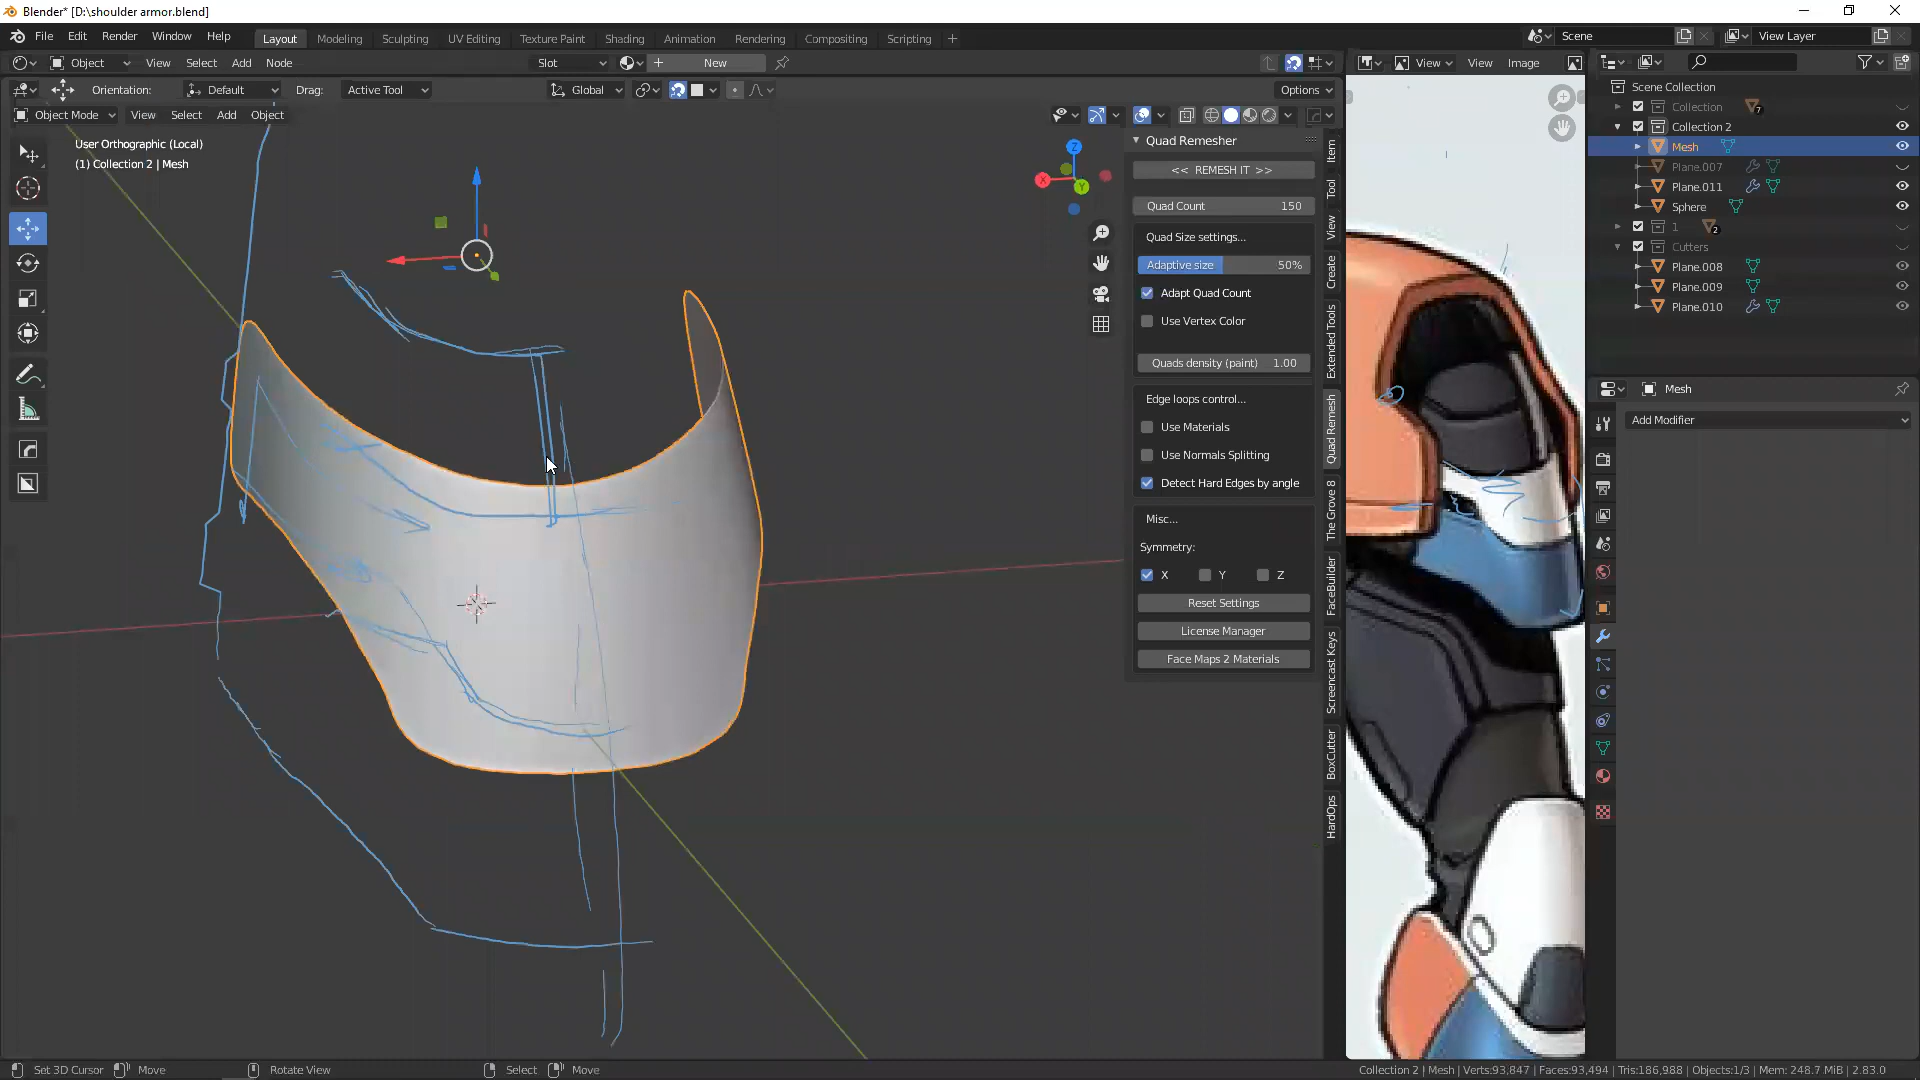 Blender* [D:\shoulder armor.blend]
File Edit Render Window Help
Layout Modeling Sculpting UV Editing Texture Paint Shading Animation Rendering Compositing Scripting
Scene
View Layer
Object View Select Add Node Slot New
View View Image
Orientation: Default Drag: Active Tool Global Options
Object Mode View Select Add Object
User Orthographic (Local)
(1) Collection 2 | Mesh
Z
X
Y
Quad Remesher
<< REMESH IT >>
Quad Count 150
Quad Size settings...
Adaptive size 50%
Adapt Quad Count
Use Vertex Color
Quads density (paint) 1.00
Edge loops control...
Use Materials
Use Normals Splitting
Detect Hard Edges by angle
Misc...
Symmetry:
X Y Z
Reset Settings
License Manager
Face Maps 2 Materials
Item
Tool
View
Create
Extended Tools
Quad Remesh
The Grove 8
FaceBuilder
Screencast Keys
BoxCutter
HardOps
Scene Collection
Collection 7
Collection 2
Mesh
Plane.007
Plane.011
Sphere
1 2
Cutters
Plane.008
Plane.009
Plane.010
Mesh
Add Modifier
Set 3D Cursor Move Rotate View Select Move
Collection 2 | Mesh | Verts:93,847 | Faces:93,494 | Tris:186,988 | Objects:1/3 | Mem: 248.7 MiB | 2.83.0